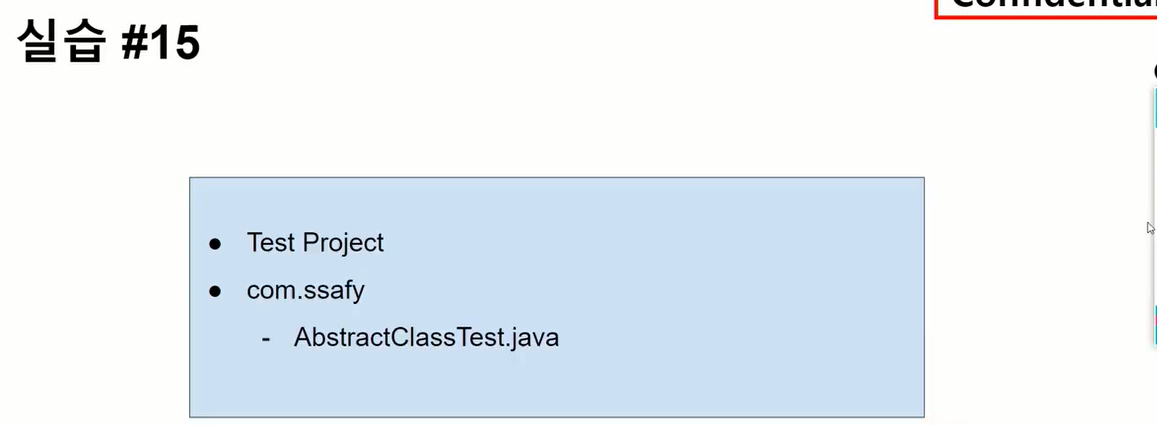 실습 #15
● Test Project
● com.ssafy
- AbstractClassTest.java